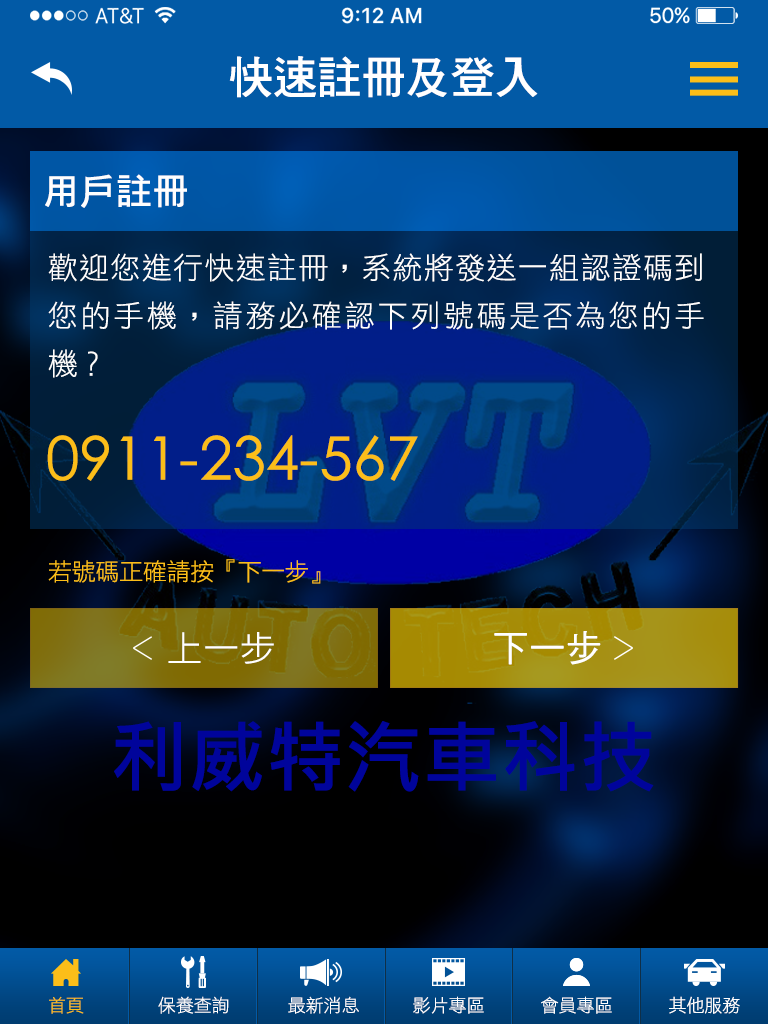 AT&T 9:12 AM 50%
快速註冊及登入
用戶註冊
歡迎您進行快速註冊，系統將發送一組認證碼到
您的手機，請務必確認下列號碼是否為您的手
機？
LVT
0911-234-567
若號碼正確請按『下一步』
AUTO TECH
< 上一步 下一步 >
利威特汽車科技
首頁 保養查詢 最新消息 影片專區 會員專區 其他服務